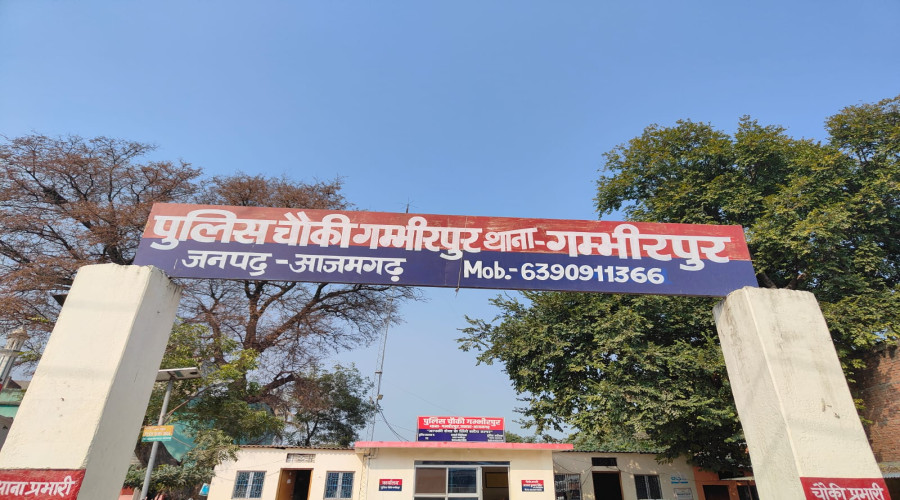 पुलिस चौकी गम्भीरपुर थाना-गम्भीरपुर
जनपद-आजमगढ़ Mob.-6390911366
पुलिस चौकी गम्भीरपुर
थाना प्रभारी
चौकी प्रभारी